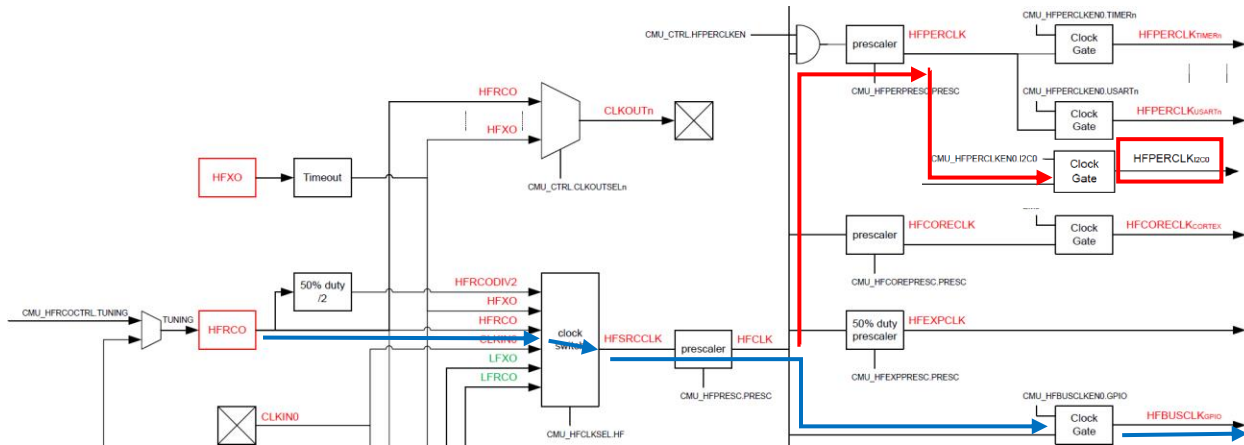 CMU_HFPERCLKEN0.TIMERn
CMU_CTRL.HFPERCLKEN
prescaler
HFPERCLK
Clock
Gate
HFPERCLKTIMERn
CMU_HFPERPRESC.PRESC
CMU_HFPERCLKEN0.USARTn
Clock
Gate
HFPERCLKUSARTn
HFRCO
HFXO
CLKOUTn
CMU_CTRL.CLKOUTSELn
CMU_HFPERCLKEN0.I2C0
Clock
Gate
HFPERCLKI2C0
HFXO
Timeout
prescaler
HFCORECLK
Clock
Gate
HFCORECLKCORTEX
CMU_HFCOREPRESC.PRESC
50% duty
/2
HFRCODIV2
HFXO
HFRCO
CLKIN0
LFXO
LFRCO
clock
switch
CMU_HFRCOCTRL.TUNING
TUNING
HFRCO
HFSRCCLK
prescaler
HFCLK
CMU_HFPRESC.PRESC
50% duty
prescaler
HFEXPCLK
CMU_HFEXPPRESC.PRESC
CLKIN0
CMU_HFCLKSEL.HF
CMU_HFBUSCLKEN0.GPIO
Clock
Gate
HFBUSCLKGPIO